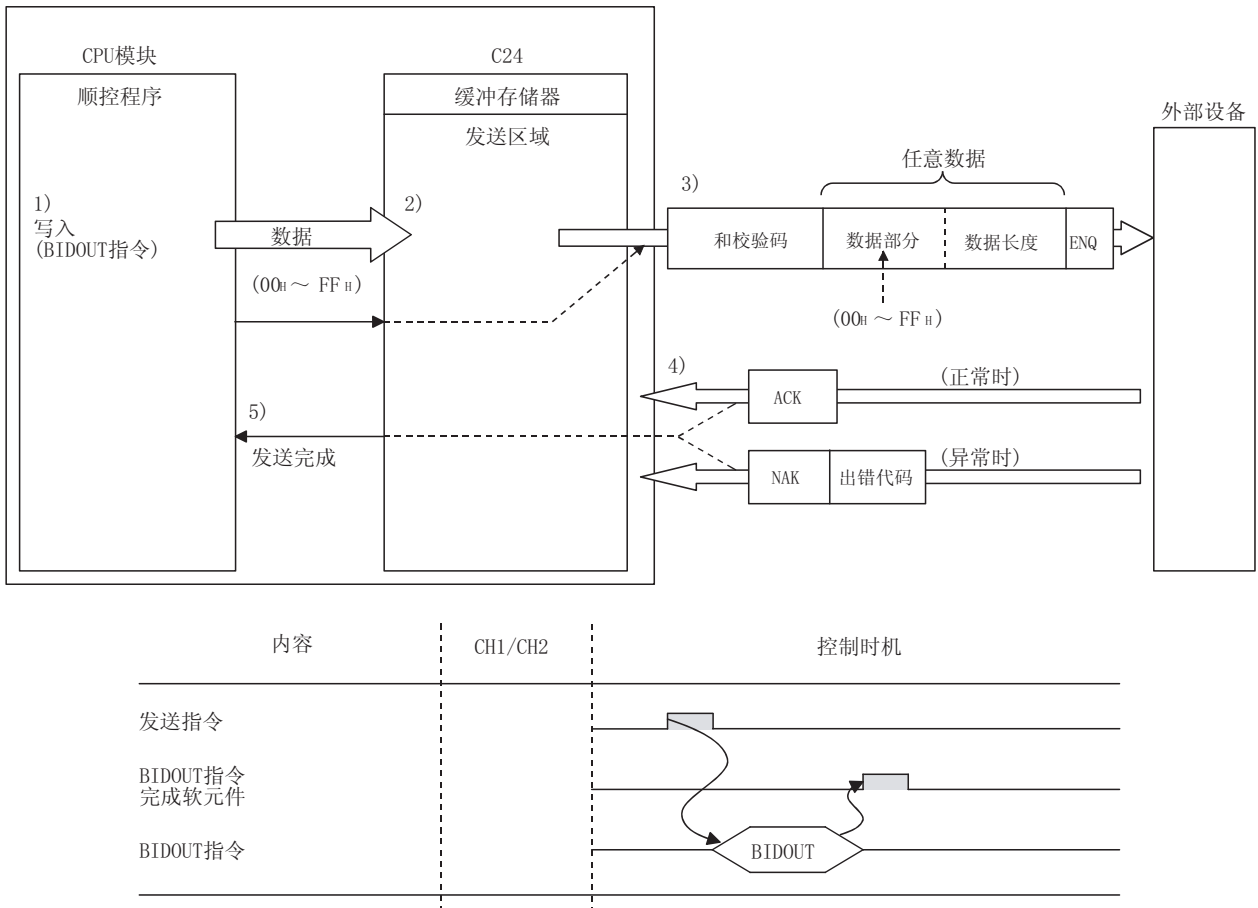 CPU模块
C24
顺控程序
缓冲存储器
发送区域
外部设备
任意数据
1)
写入
(BIDOUT指令)
数据
2)
3)
和校验码
数据部分
数据长度
ENQ
(00H～ FF H)
(00H ～ FF H)
4)
ACK
(正常时)
5)
发送完成
NAK
出错代码
(异常时)
内容
CH1/CH2
控制时机
发送指令
BIDOUT指令
完成软元件
BIDOUT指令
BIDOUT